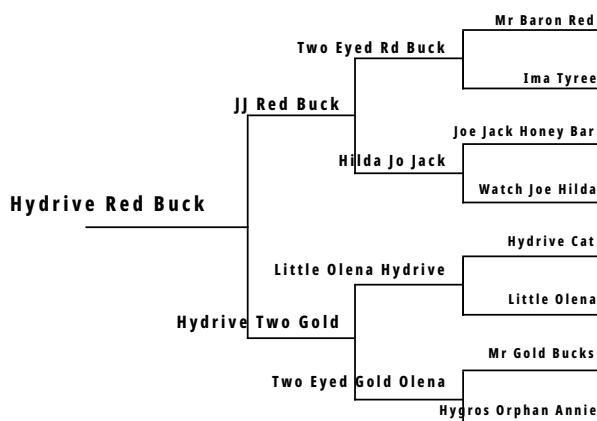 Mr Baron Red
Two Eyed Rd Buck
Ima Tyree
JJ Red Buck
Joe Jack Honey Bar
Hilda Jo Jack
Watch Joe Hilda
Hydrive Red Buck
Hydrive Cat
Little Olena Hydrive
Little Olena
Hydrive Two Gold
Mr Gold Bucks
Two Eyed Gold Olena
Hygros Orphan Annie